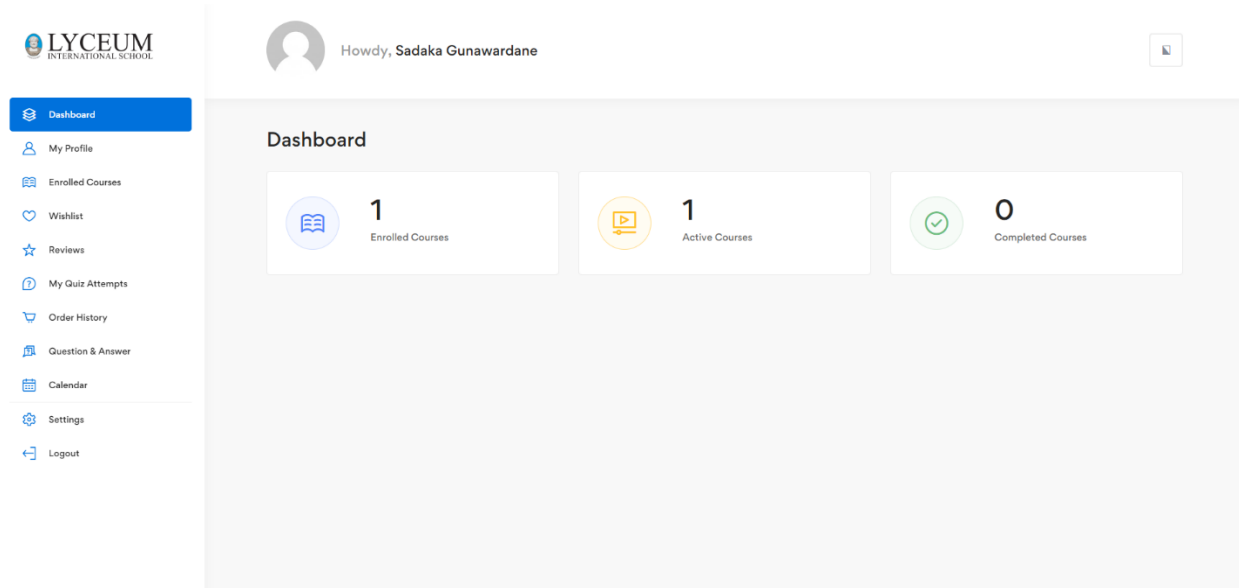 LYCEUM
INTERNATIONAL SCHOOL
Howdy, Sadaka Gunawardane
Dashboard
My Profile
Enrolled Courses
Wishlist
Reviews
My Quiz Attempts
Order History
Question & Answer
Calendar
Settings
Logout
Dashboard
1
Enrolled Courses
1
Active Courses
0
Completed Courses